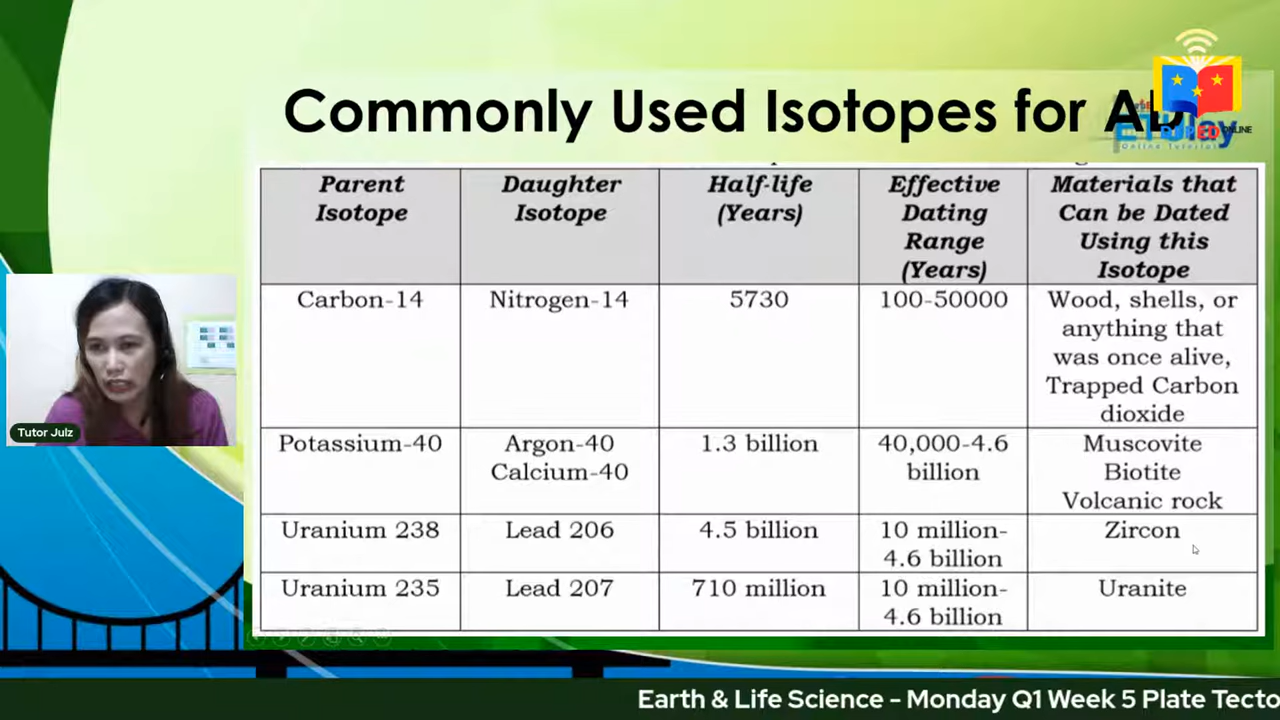 Commonly Used Isotopes for
ONLINE
Online Tutorial
Parent
Isotope
Daughter
Isotope
Half-life
(Years)
Effective
Dating
Range
(Years)
Materials that
Can be Dated
Using this
Isotope
Carbon-14
Nitrogen-14
5730
100-50000
Wood, shells, or
anything that
was once alive,
Trapped Carbon
dioxide
Potassium-40
Argon-40
Calcium-40
1.3 billion
40,000-4.6
billion
Muscovite
Biotite
Volcanic rock
Uranium 238
Lead 206
4.5 billion
10 million-
4.6 billion
Zircon
Uranium 235
Lead 207
710 million
10 million-
4.6 billion
Uranite
Tutor Julz
Earth & Life Science - Monday Q1 Week 5 Plate Tecto